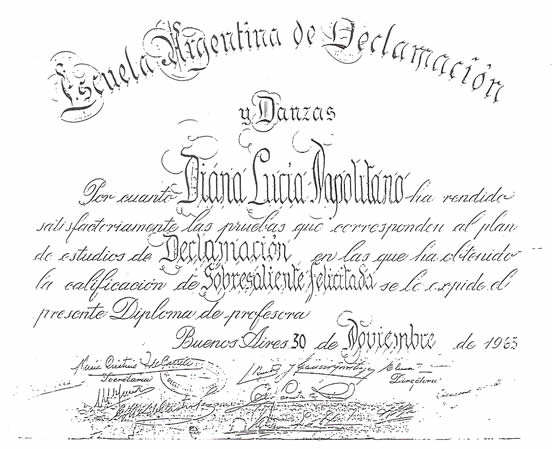 Escuela Argentina de Declamación
y Danzas
Por cuanto Diana Lucía Napolitano ha rendido
satisfactoriamente las pruebas que corresponden al plan
de estudios de Declamación en las que ha obtenido
la calificación de Sobresaliente Felicitada se le expide el
presente Diploma de profesora
Buenos Aires 30 de Noviembre de 1963
Secretaria Directora